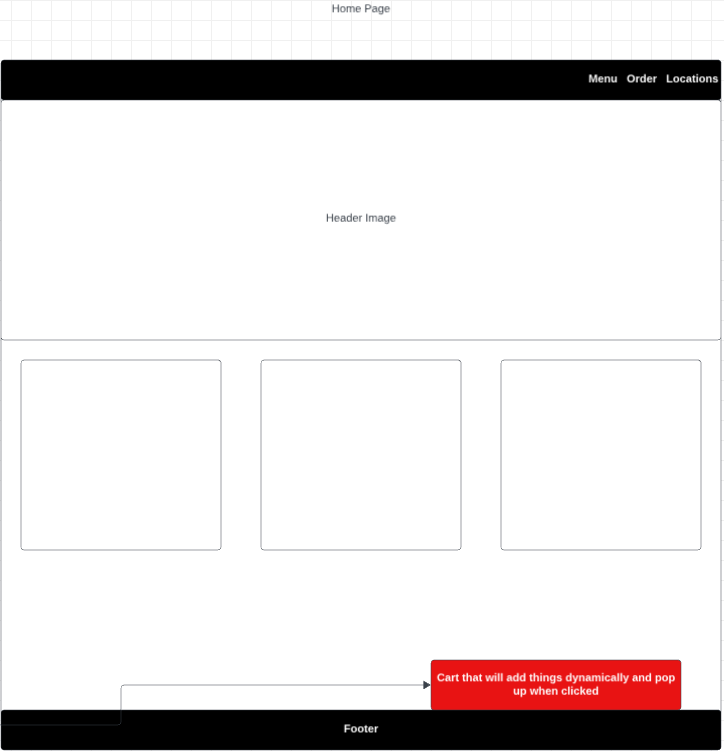 Home Page
Menu Order Locations
Header Image
Cart that will add things dynamically and pop
up when clicked
Footer